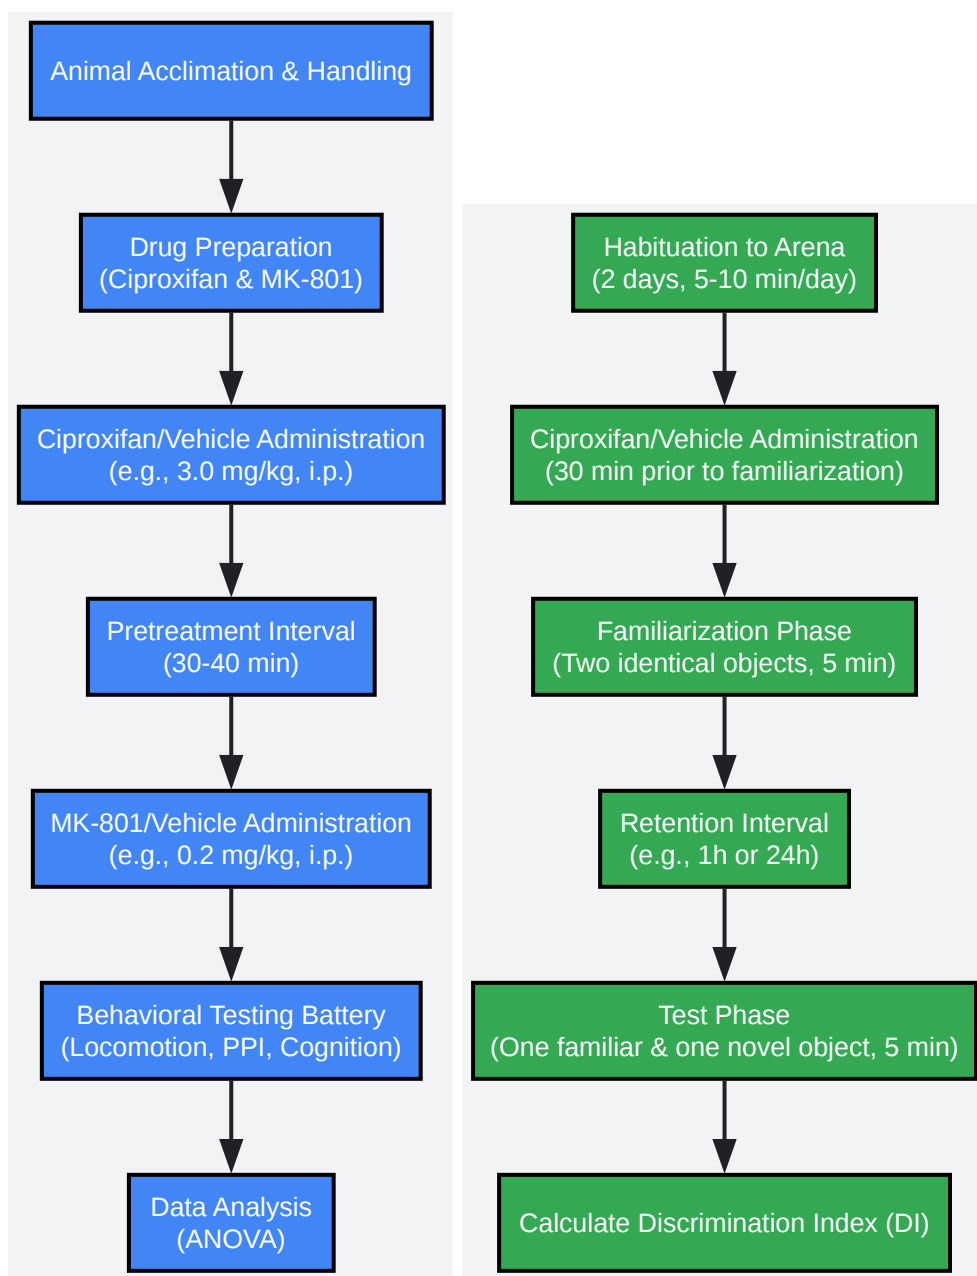 Animal Acclimation & Handling
Drug Preparation
(Ciproxifan & MK-801)
Ciproxifan/Vehicle Administration
(e.g., 3.0 mg/kg, i.p.)
Pretreatment Interval
(30-40 min)
MK-801/Vehicle Administration
(e.g., 0.2 mg/kg, i.p.)
Behavioral Testing Battery
(Locomotion, PPI, Cognition)
Data Analysis
(ANOVA)
Habituation to Arena
(2 days, 5-10 min/day)
Ciproxifan/Vehicle Administration
(30 min prior to familiarization)
Familiarization Phase
(Two identical objects, 5 min)
Retention Interval
(e.g., 1h or 24h)
Test Phase
(One familiar & one novel object, 5 min)
Calculate Discrimination Index (DI)